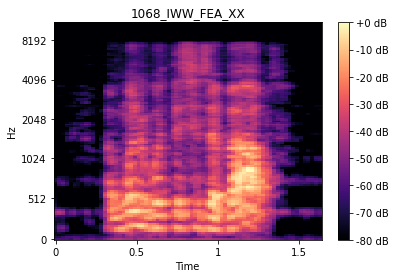 1068_IWW_FEA_XX
+0 dB
8192
-10 dB
4096
-20 dB
-30 dB
2048
Hz
-40 dB
1024
-50 dB
512
-60 dB
-70 dB
0
-80 dB
0
0.5
1
1.5
Time